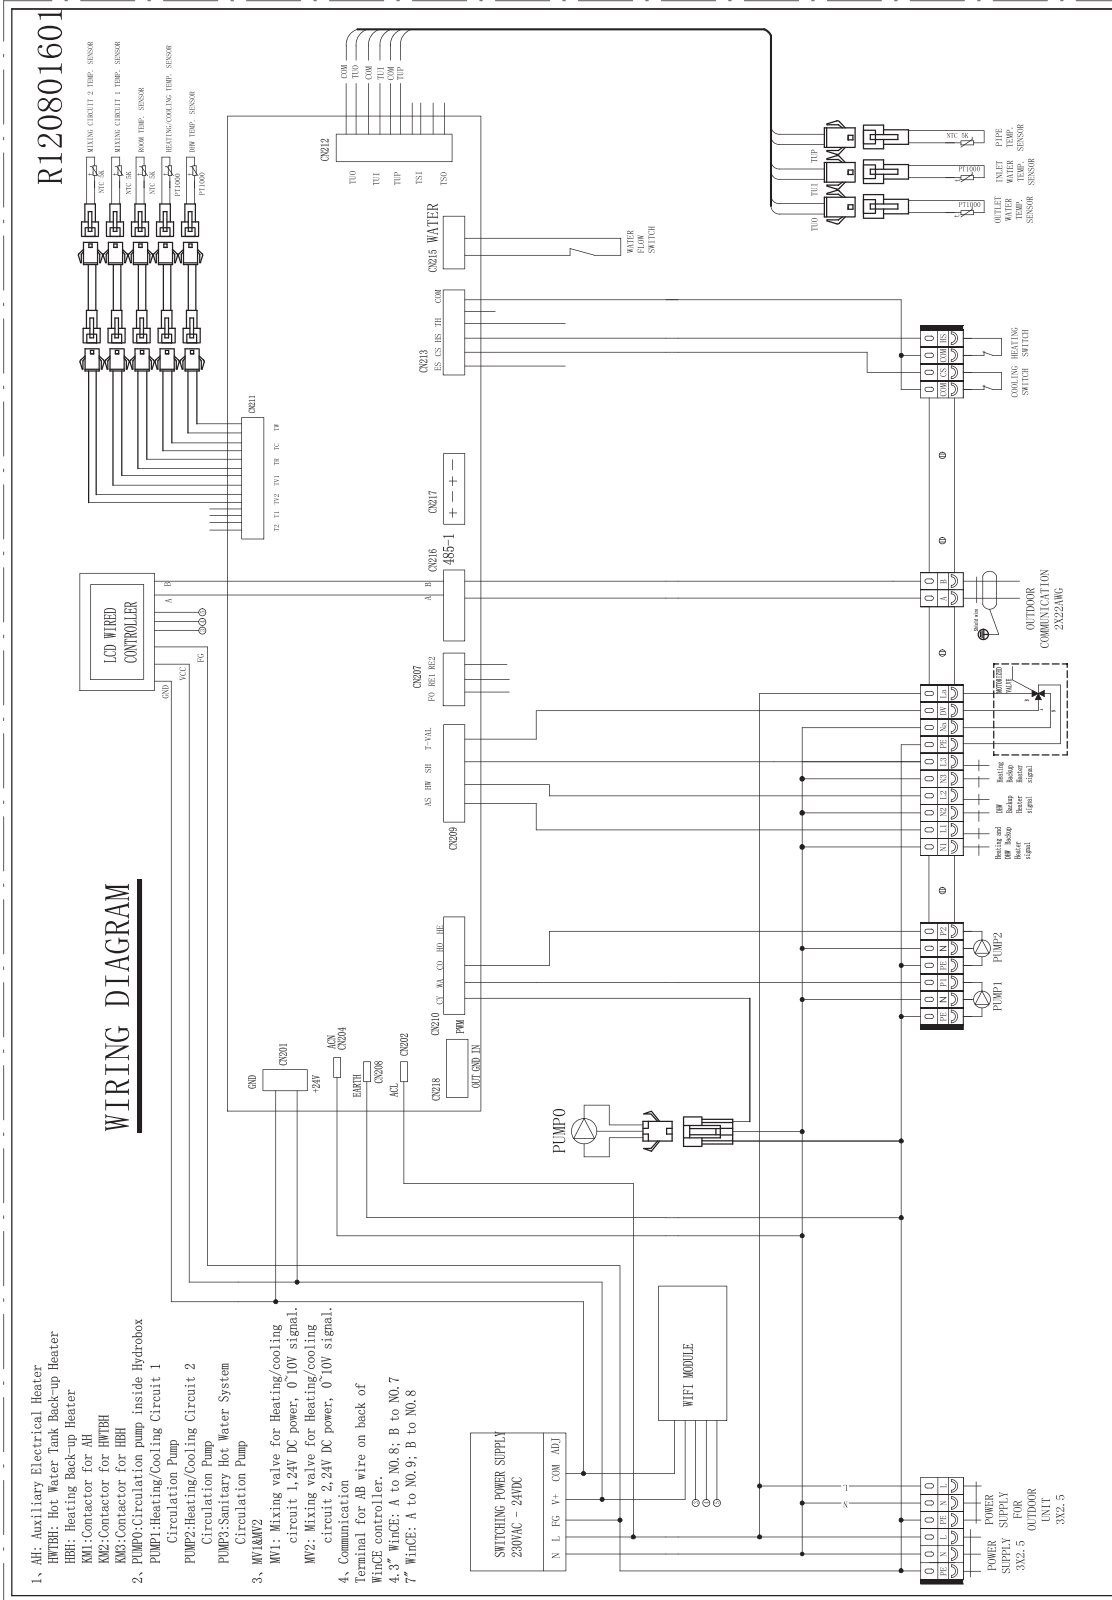 R120801601
WIRING DIAGRAM
1、AH: Auxiliary Electrical Heater
HWTBH: Hot Water Tank Back-up Heater
HBH: Heating Back-up Heater
KM1:Contactor for AH
KM2:Contactor for HWTBH
KM3:Contactor for HBH
2、PUMP0:Circulation pump inside Hydrobox
PUMP1:Heating/Cooling Circuit 1
Circulation Pump
PUMP2:Heating/Cooling Circuit 2
Circulation Pump
PUMP3:Sanitary Hot Water System
Circulation Pump
3、MV1&MV2
MV1: Mixing valve for Heating/cooling
circuit 1,24V DC power, 0~10V signal.
MV2: Mixing valve for Heating/cooling
circuit 2,24V DC power, 0~10V signal.
4、Communication
Terminal for AB wire on back of
WinCE controller.
4.3" WinCE: A to NO.8; B to NO.7
7" WinCE: A to NO.9; B to NO.8
LCD WIRED
CONTROLLER
GND
VCC
FG
A
B
MIXING CIRCUIT 2 TEMP. SENSOR
NTC 5K
MIXING CIRCUIT 1 TEMP. SENSOR
NTC 5K
ROOM TEMP. SENSOR
NTC 5K
HEATING/COOLING TEMP. SENSOR
PT1000
DHW TEMP. SENSOR
PT1000
CN211
T2 T1 TV2 TV1 TR TC TW
GND
CN201
+24V
ACN
CN204
EARTH
CN208
ACL
CN202
CN218
PWM
OUT GND IN
CN210
CY WA CO HO HE
CN209
AS HW SH T-VAL
CN207
FO RE1 RE2
CN216
485-1
A B
CN217
+ - + -
CN213
ES CS HS TH COM
CN215 WATER
WATER
FLOW
SWITCH
CN212
TUO
TUI
TUP
TSI
TSO
COM
TUO
COM
TUI
COM
TUP
TUP
NTC 5K
PIPE
TEMP.
SENSOR
TUI
PT1000
INLET
WATER
TEMP.
SENSOR
TUO
PT1000
OUTLET
WATER
TEMP.
SENSOR
PUMP0
SWITCHING POWER SUPPLY
230VAC - 24VDC
N L FG V+ COM ADJ
WIFI MODULE
L
N
PE N L PE N L
POWER
SUPPLY
3X2.5
POWER
SUPPLY
FOR
OUTDOOR
UNIT
3X2.5
PE N P1 PE N P2
PUMP1
PUMP2
N1 L1 N2 L2 N3 L3 PE Na DV La
Heating and
DHW Backup
Heater
signal
DHW
Backup
Heater
signal
Heating
Backup
Heater
signal
MOTORIZED
VALVE
A B
Shield wire
OUTDOOR
COMMUNICATION
2X22AWG
COM CS COM HS
COOLING
SWITCH
HEATING
SWITCH